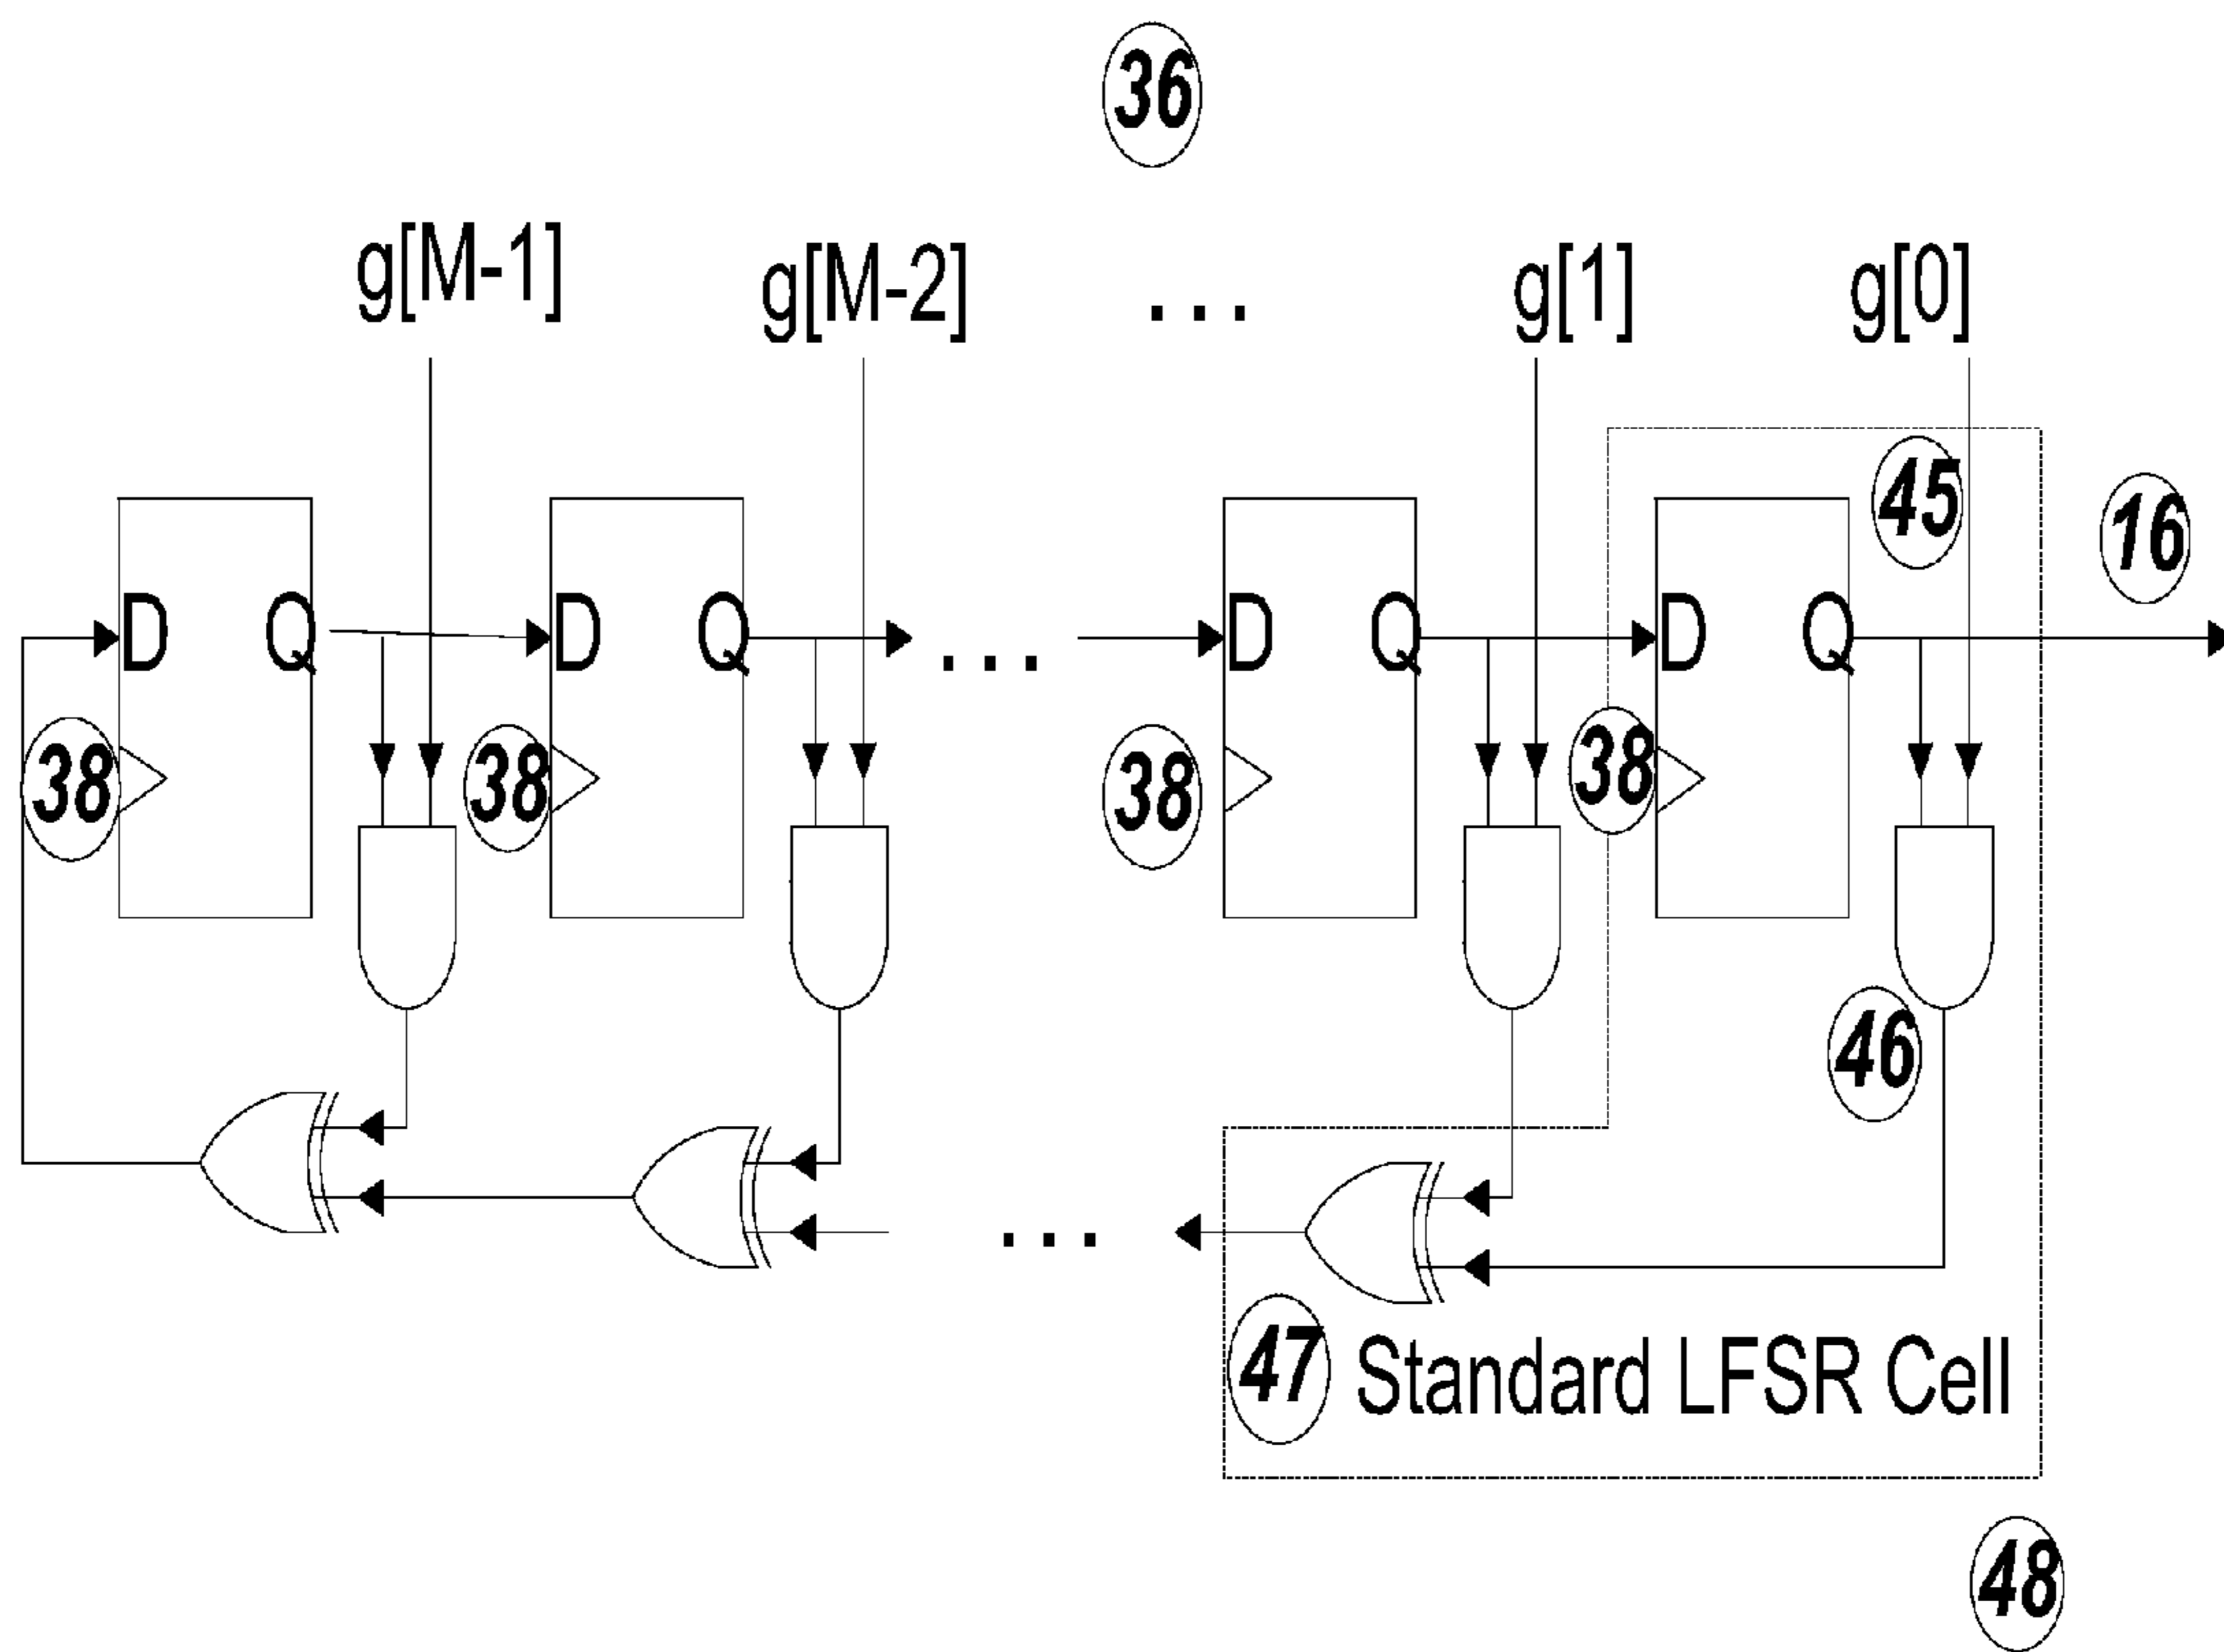 36
g[M-1] g[M-2] ... g[1] g[0]
45
16
D Q D Q ... D Q D Q
38 38 38 38
46
...
47 Standard LFSR Cell
48